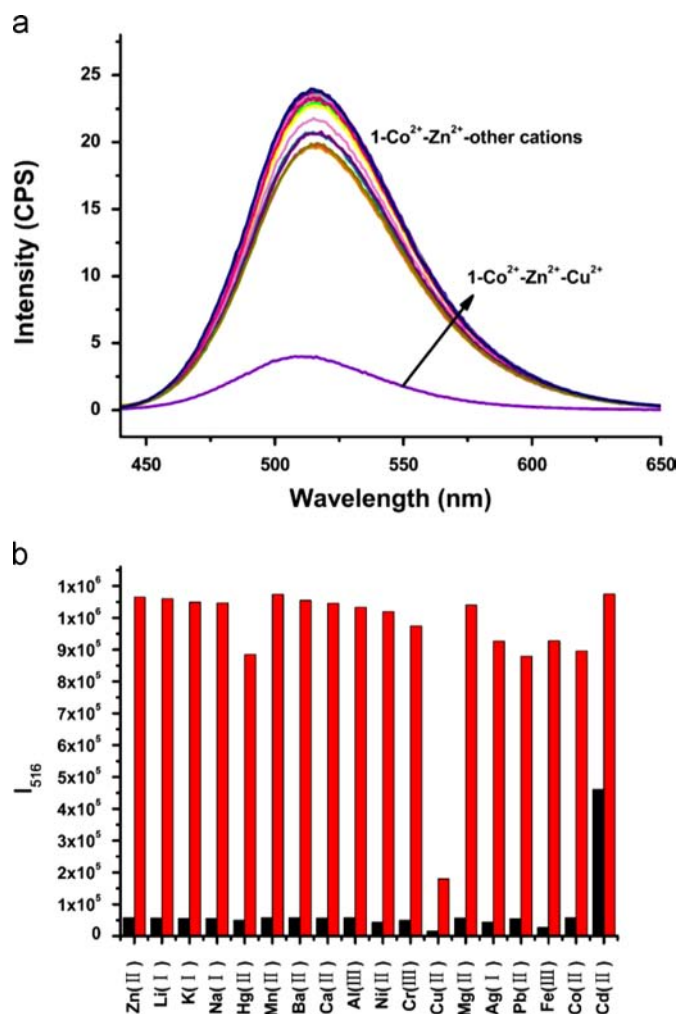 a
25
20
15
10
5
0
Intensity (CPS)
1-Co²⁺-Zn²⁺-other cations
1-Co²⁺-Zn²⁺-Cu²⁺
450 500 550 600 650
Wavelength (nm)
b
1x10⁶
1x10⁶
9x10⁵
8x10⁵
7x10⁵
6x10⁵
5x10⁵
4x10⁵
3x10⁵
2x10⁵
1x10⁵
0
I₅₁₆
Zn(Ⅱ)
Li(Ⅰ)
K(Ⅰ)
Na(Ⅰ)
Hg(Ⅱ)
Mn(Ⅱ)
Ba(Ⅱ)
Ca(Ⅱ)
Al(Ⅲ)
Ni(Ⅱ)
Cr(Ⅲ)
Cu(Ⅱ)
Mg(Ⅱ)
Ag(Ⅰ)
Pb(Ⅱ)
Fe(Ⅲ)
Co(Ⅱ)
Cd(Ⅱ)